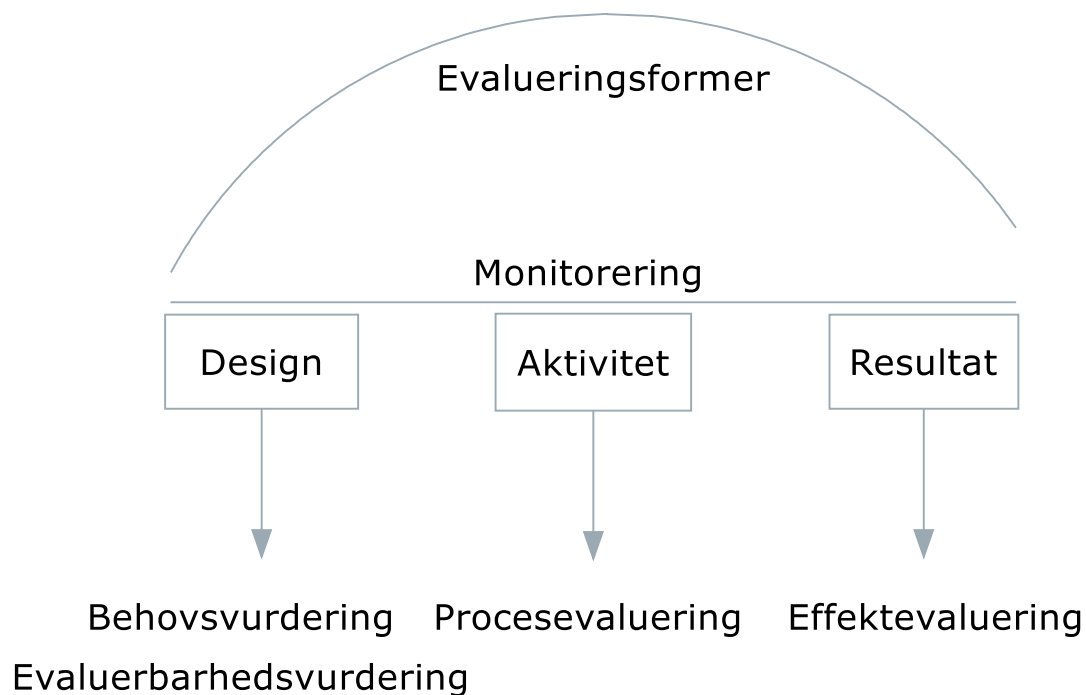 Evalueringsformer
Monitorering
Design Aktivitet Resultat
Behovsvurdering Procesevaluering Effektevaluering
Evaluerbarhedsvurdering